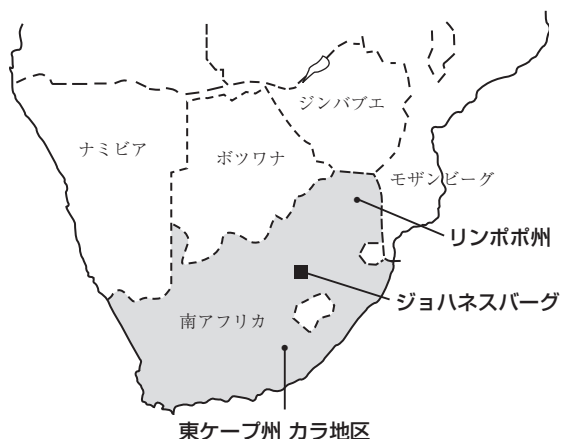 ジンバブエ
ナミビア
ボツワナ
モザンビーグ
リンポポ州
ジョハネスバーグ
南アフリカ
東ケープ州 カラ地区